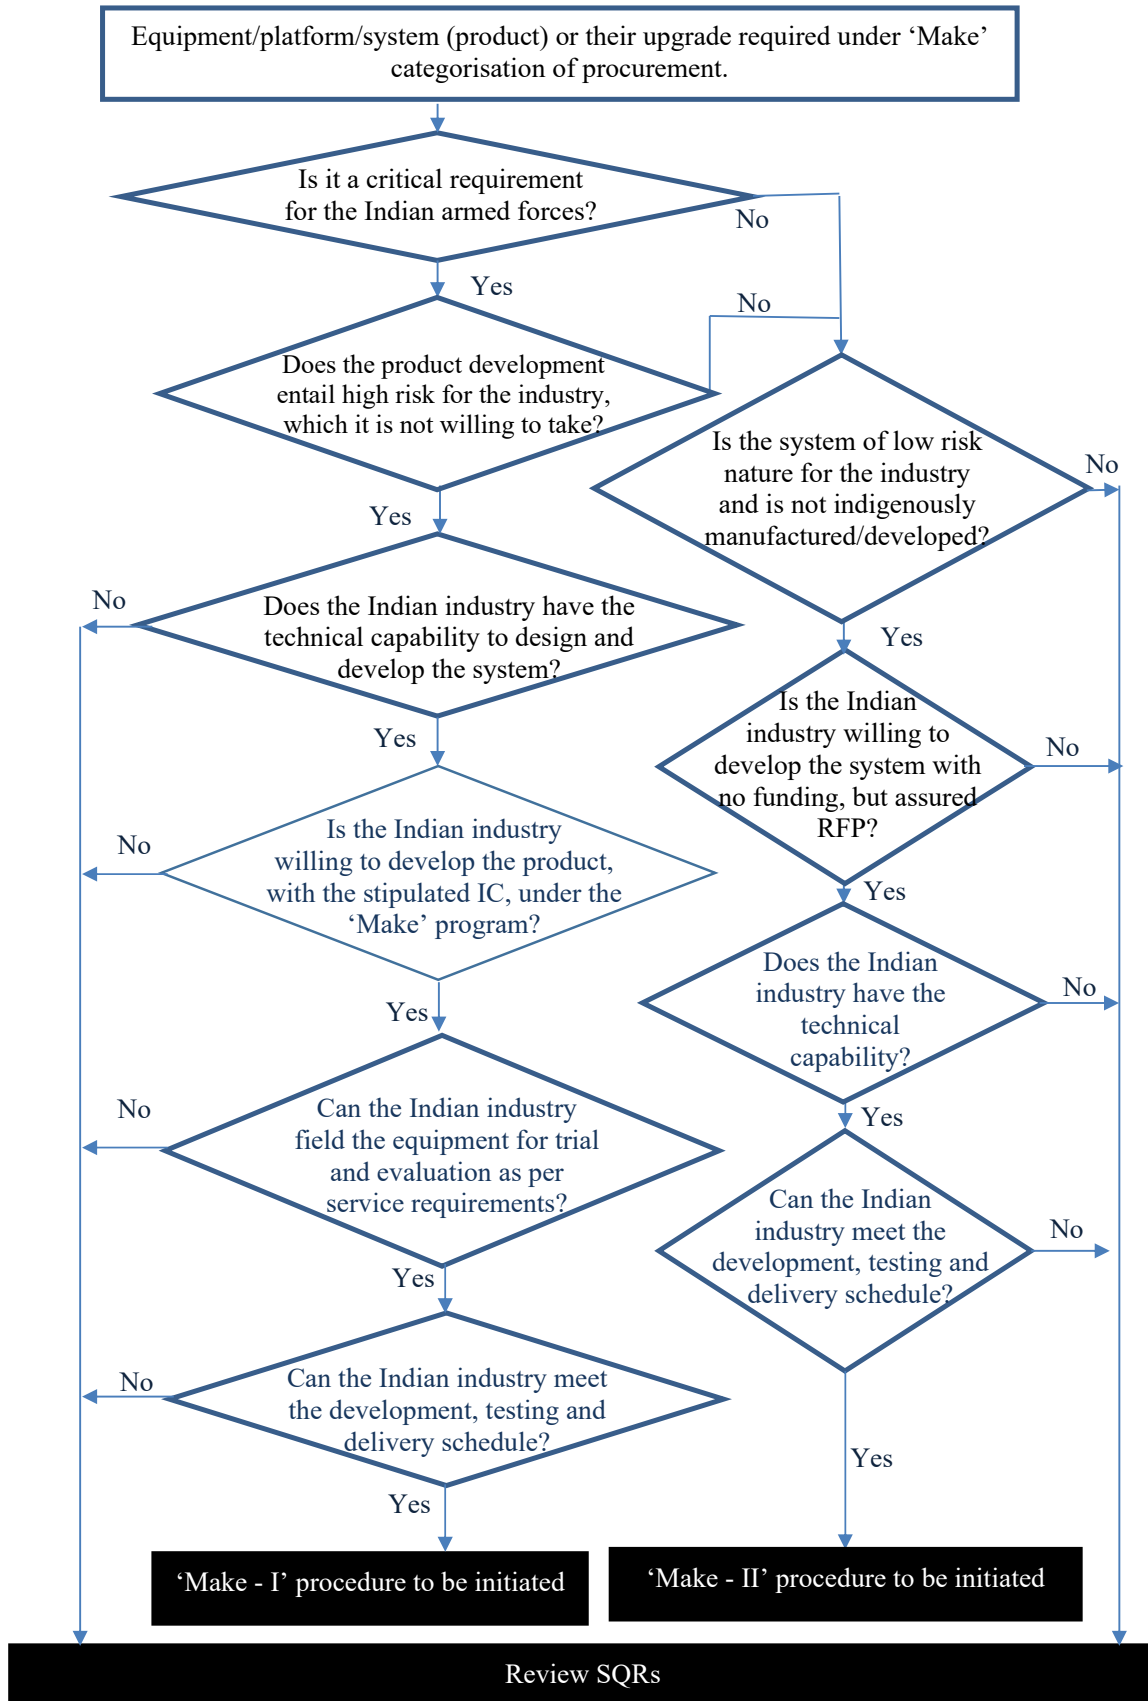 Equipment/platform/system (product) or their upgrade required under ‘Make’
categorisation of procurement.
Is it a critical requirement
for the Indian armed forces?
No
Yes
No
Does the product development
entail high risk for the industry,
which it is not willing to take?
Is the system of low risk
nature for the industry
and is not indigenously
manufactured/developed?
No
Yes
Does the Indian industry have the
technical capability to design and
develop the system?
No
Yes
Is the Indian
industry willing to
develop the system with
no funding, but assured
RFP?
No
Yes
Is the Indian industry
willing to develop the product,
with the stipulated IC, under the
‘Make’ program?
No
Yes
Does the Indian
industry have the
technical
capability?
No
Yes
Can the Indian industry
field the equipment for trial
and evaluation as per
service requirements?
No
Yes
Can the Indian
industry meet the
development, testing and
delivery schedule?
No
Yes
Can the Indian industry meet
the development, testing and
delivery schedule?
No
Yes
Yes
‘Make - I’ procedure to be initiated
‘Make - II’ procedure to be initiated
Review SQRs